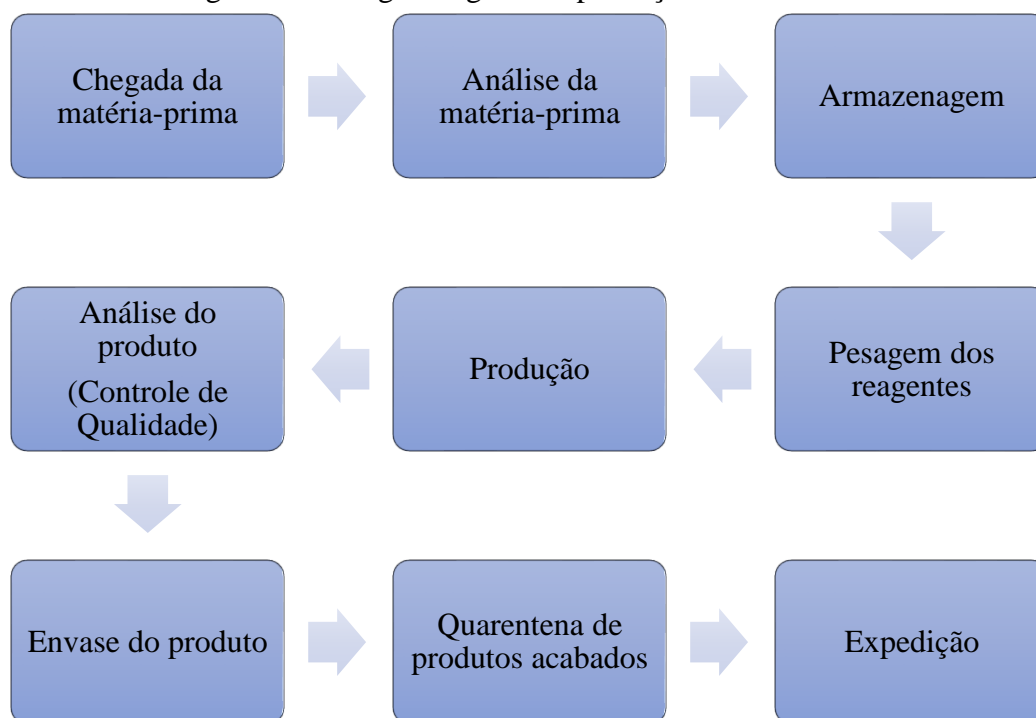 Chegada da
matéria-prima
Análise da
matéria-prima
Armazenagem
Pesagem dos
reagentes
Produção
Análise do
produto
(Controle de
Qualidade)
Envase do produto
Quarentena de
produtos acabados
Expedição